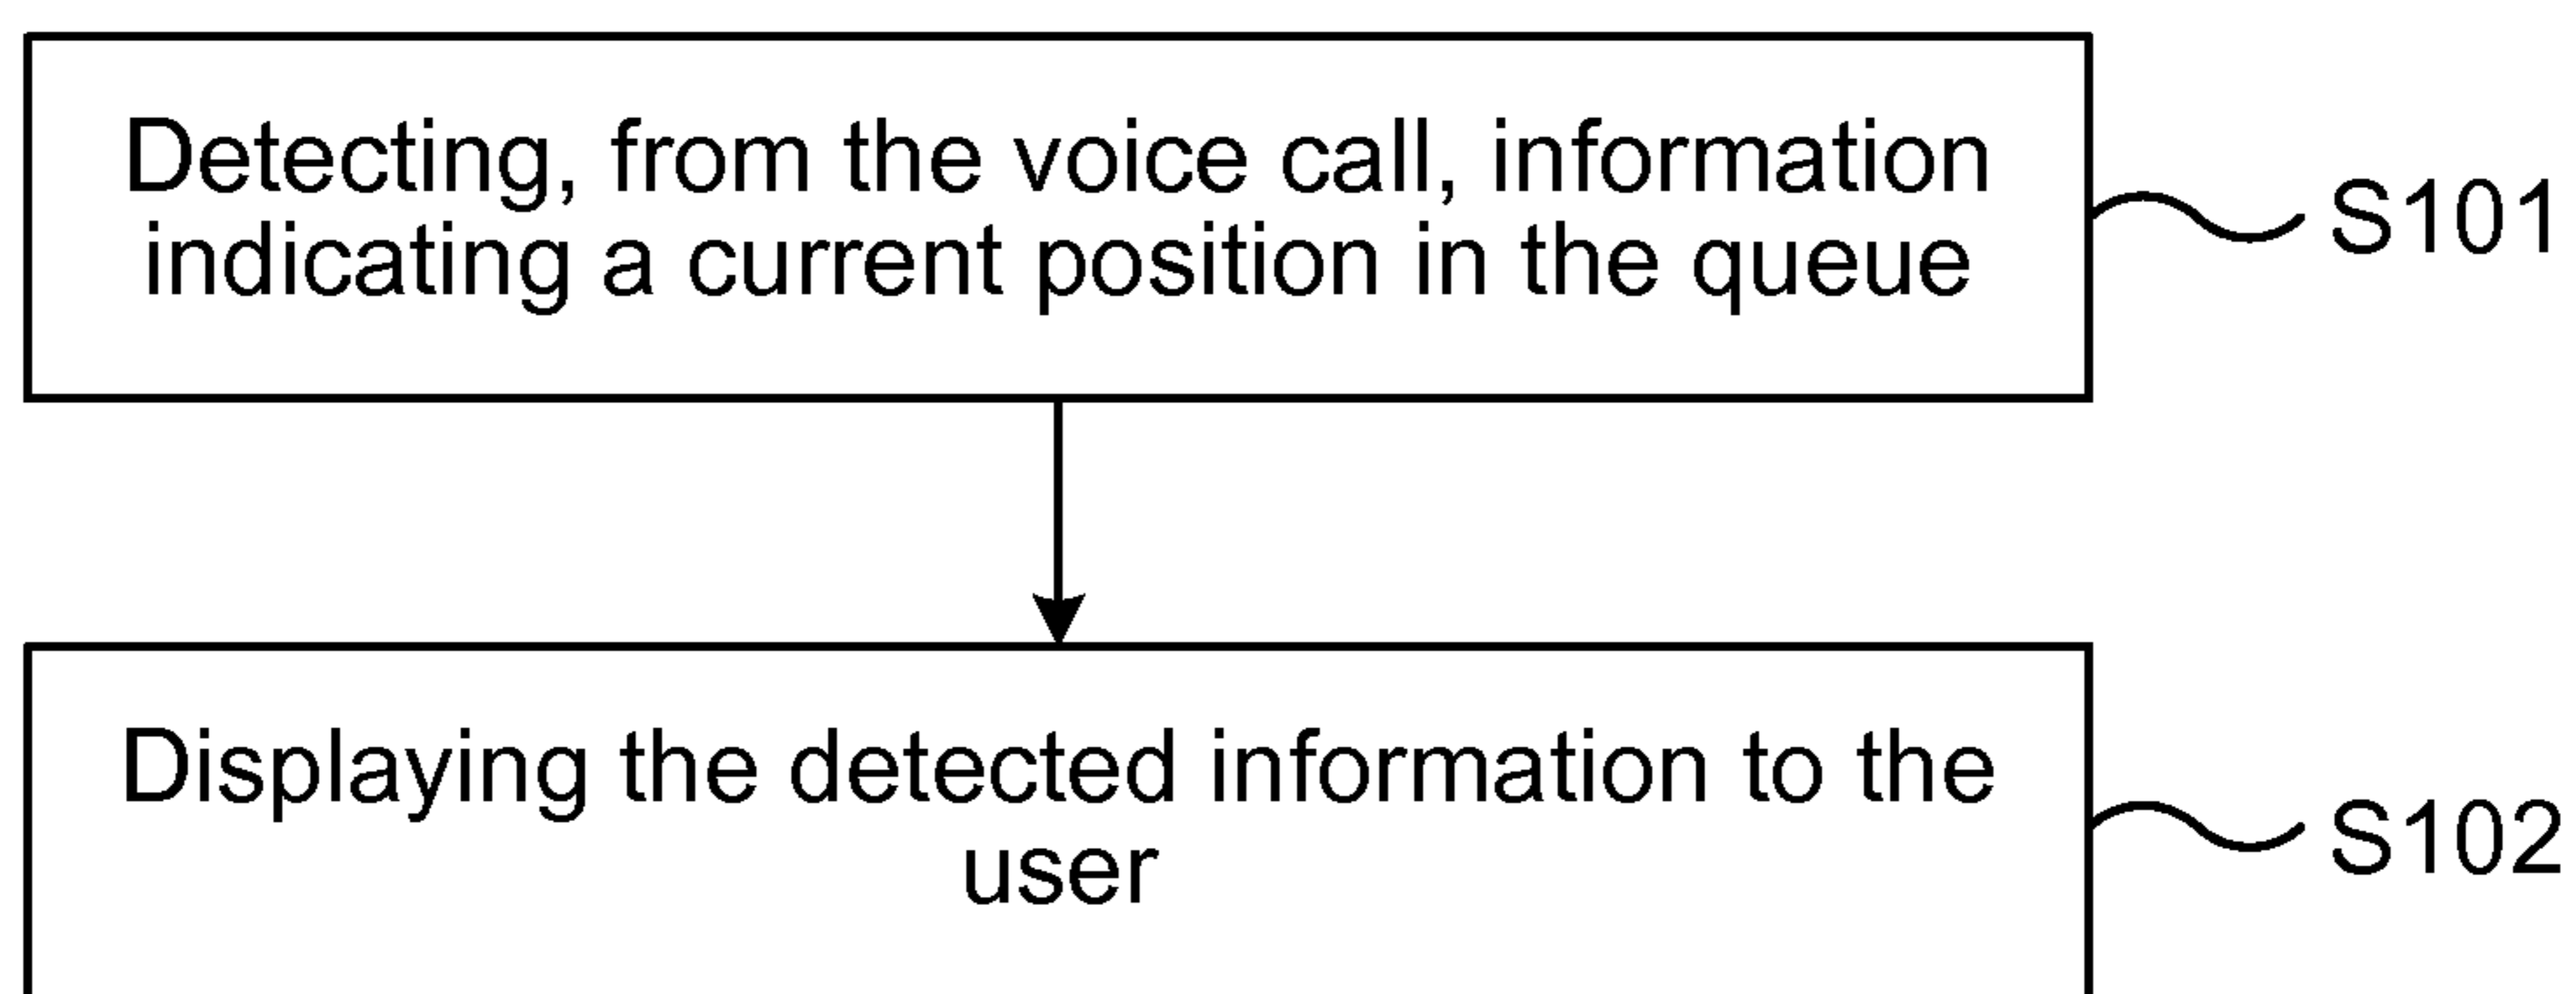 Detecting, from the voice call, information
indicating a current position in the queue
S101
Displaying the detected information to the
user
S102